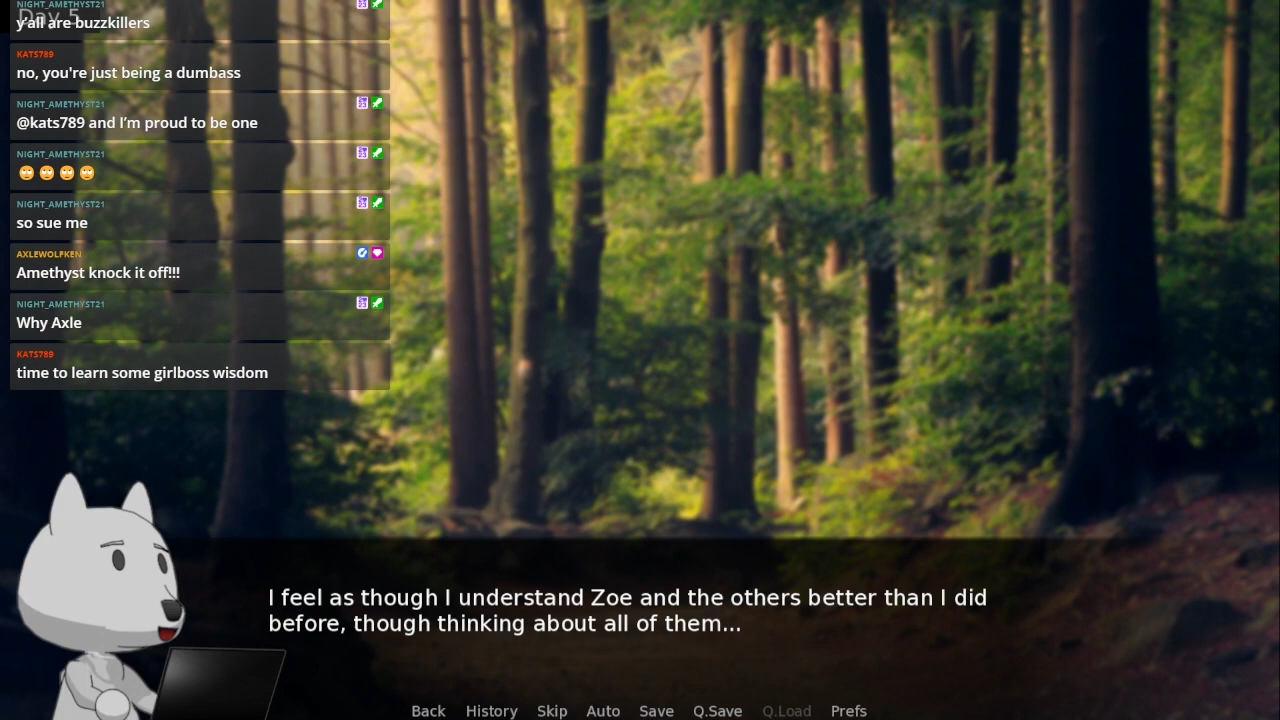 Day 5
NIGHT_AMETHYST21
y'all are buzzkillers
KATS789
no, you're just being a dumbass
NIGHT_AMETHYST21
@kats789 and I'm proud to be one
NIGHT_AMETHYST21
🙄 🙄 🙄 🙄
NIGHT_AMETHYST21
so sue me
AXLEWOLFKEN
Amethyst knock it off!!!
NIGHT_AMETHYST21
Why Axle
KATS789
time to learn some girlboss wisdom
I feel as though I understand Zoe and the others better than I did
before, though thinking about all of them...
Back History Skip Auto Save Q.Save Q.Load Prefs